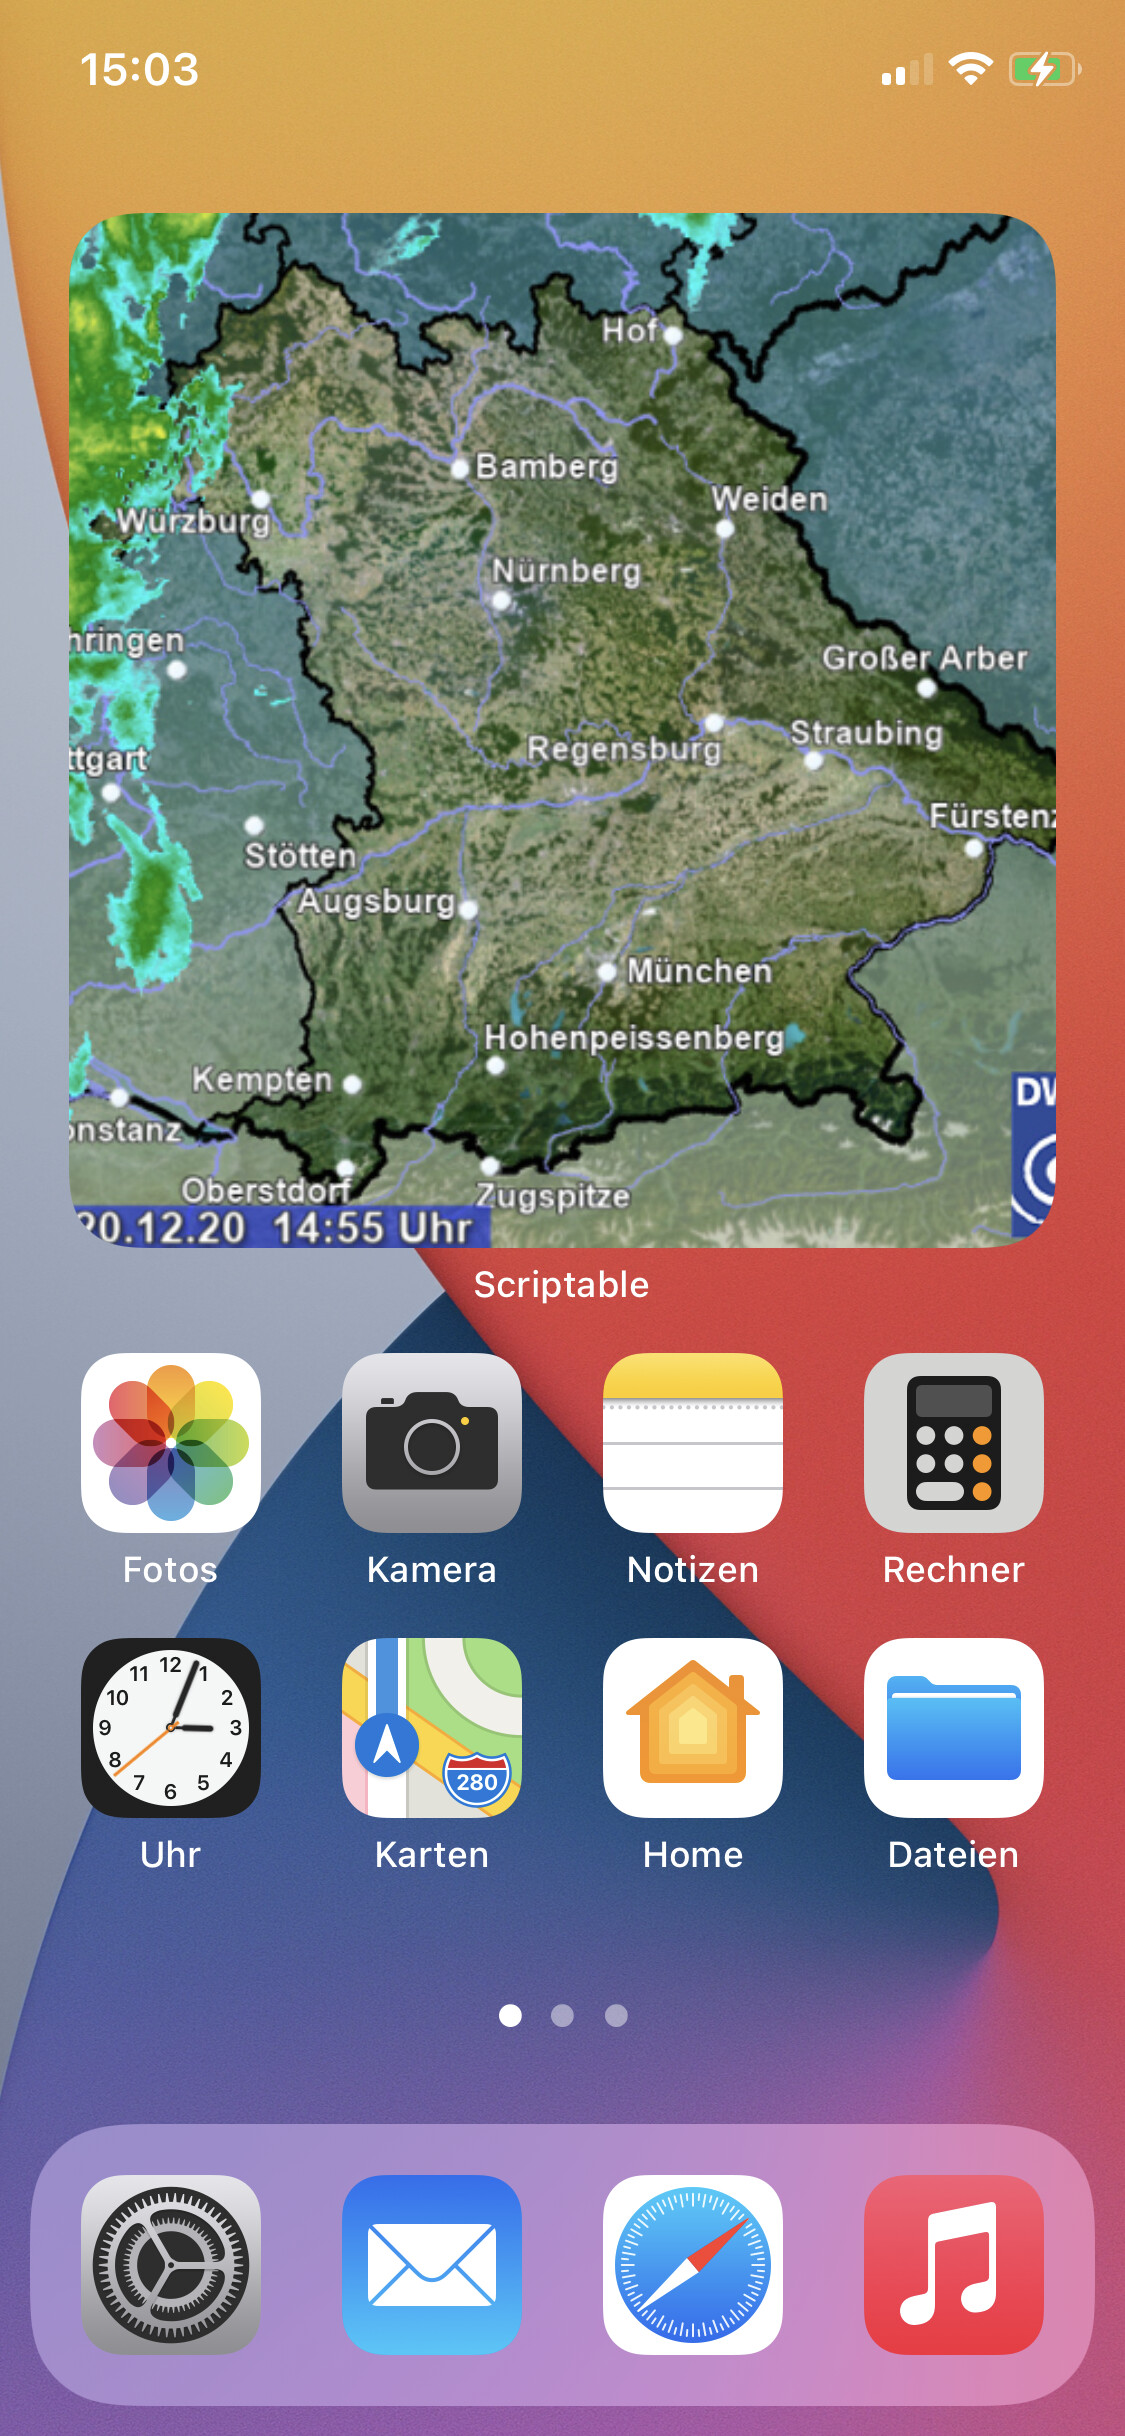 15:03
Hof
Bamberg
Weiden
Würzburg
Nürnberg
hringen
Großer Arber
Straubing
Regensburg
ttgart
Fürstenz
Stötten
Augsburg
München
Hohenpeissenberg
Kempten
DW
onstanz
Oberstdorf
Zugspitze
20.12.20 14:55 Uhr
Scriptable
Fotos
Kamera
Notizen
Rechner
12
11
1
10
2
9
3
8
4
7
5
6
280
Uhr
Karten
Home
Dateien